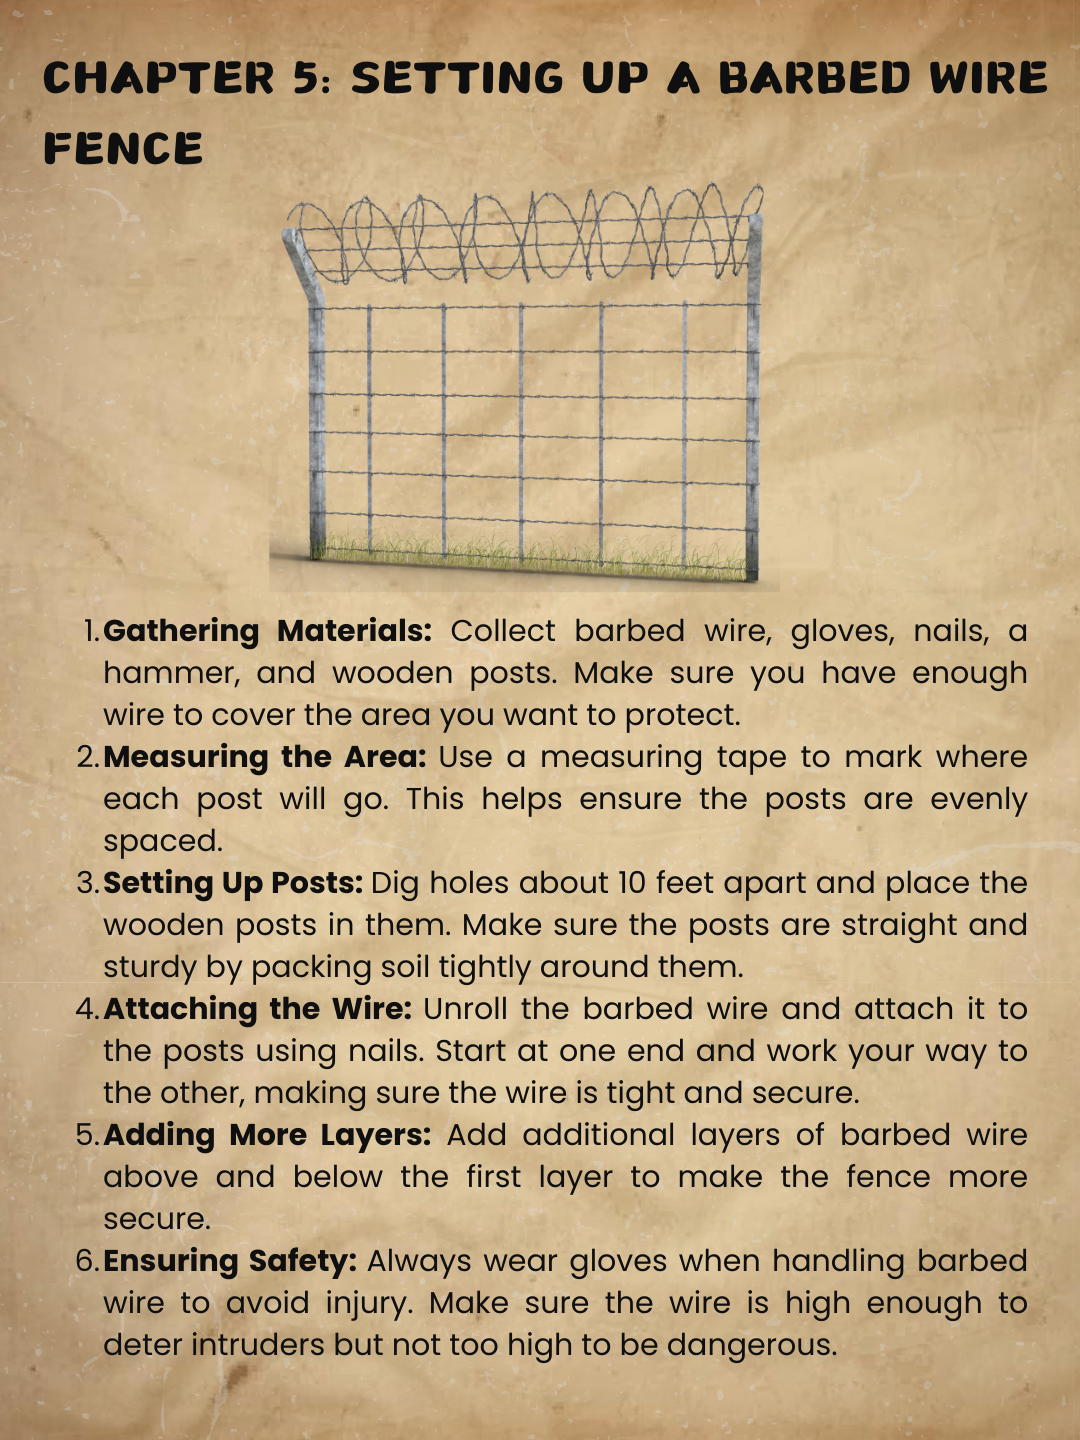 CHAPTER 5: SETTING UP A BARBED WIRE
FENCE
1. Gathering Materials: Collect barbed wire, gloves, nails, a
hammer, and wooden posts. Make sure you have enough
wire to cover the area you want to protect.
2. Measuring the Area: Use a measuring tape to mark where
each post will go. This helps ensure the posts are evenly
spaced.
3. Setting Up Posts: Dig holes about 10 feet apart and place the
wooden posts in them. Make sure the posts are straight and
sturdy by packing soil tightly around them.
4. Attaching the Wire: Unroll the barbed wire and attach it to
the posts using nails. Start at one end and work your way to
the other, making sure the wire is tight and secure.
5. Adding More Layers: Add additional layers of barbed wire
above and below the first layer to make the fence more
secure.
6. Ensuring Safety: Always wear gloves when handling barbed
wire to avoid injury. Make sure the wire is high enough to
deter intruders but not too high to be dangerous.